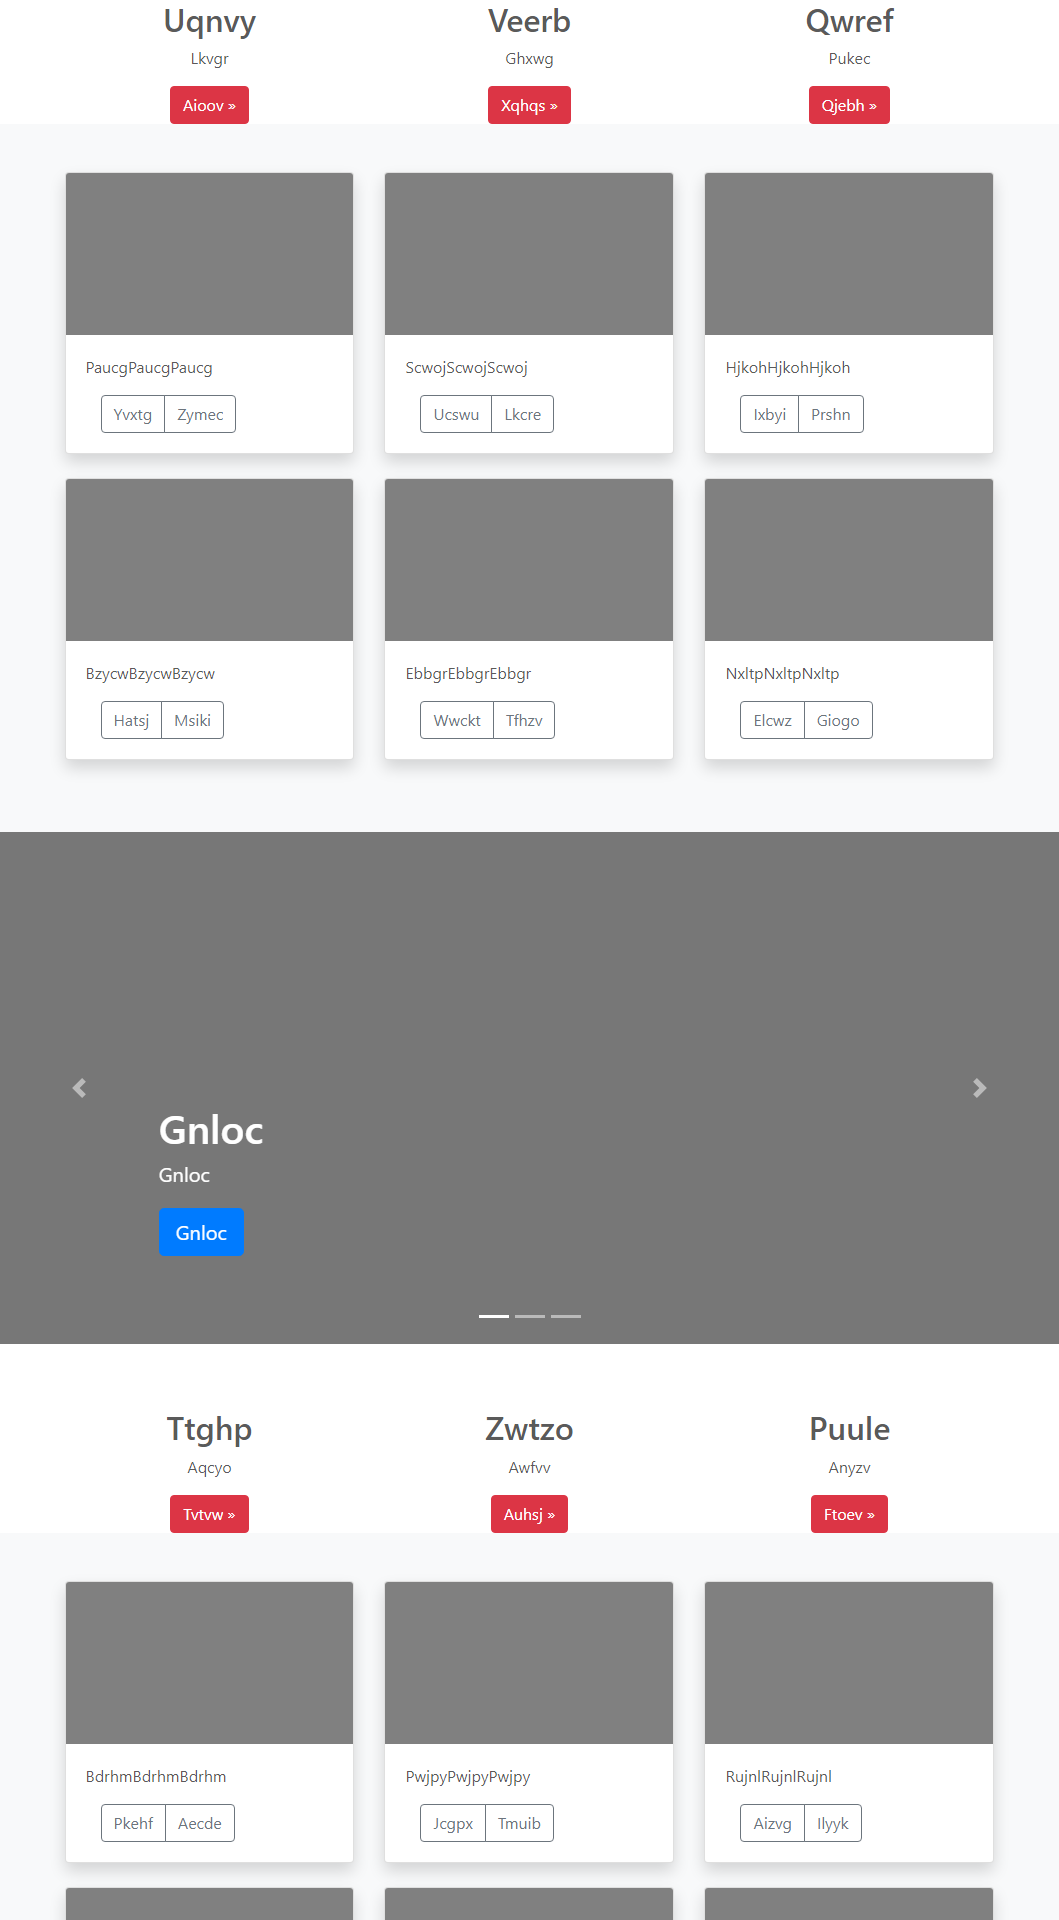 Uqnvy
Lkvgr
Aioov »
Veerb
Ghxwg
Xqhqs »
Qwref
Pukec
Qjebh »
PaucgPaucgPaucg
Yvxtg Zymec
ScwojScwojScwoj
Ucswu Lkcre
HjkohHjkohHjkoh
Ixbyi Prshn
BzycwBzycwBzycw
Hatsj Msiki
EbbgrEbbgrEbbgr
Wwckt Tfhzv
NxltpNxltpNxltp
Elcwz Giogo
Gnloc
Gnloc
Gnloc
Ttghp
Aqcyo
Tvtvw »
Zwtzo
Awfvv
Auhsj »
Puule
Anyzv
Ftoev »
BdrhmBdrhmBdrhm
Pkehf Aecde
PwjpyPwjpyPwjpy
Jcgpx Tmuib
RujnlRujnlRujnl
Aizvg Ilyyk